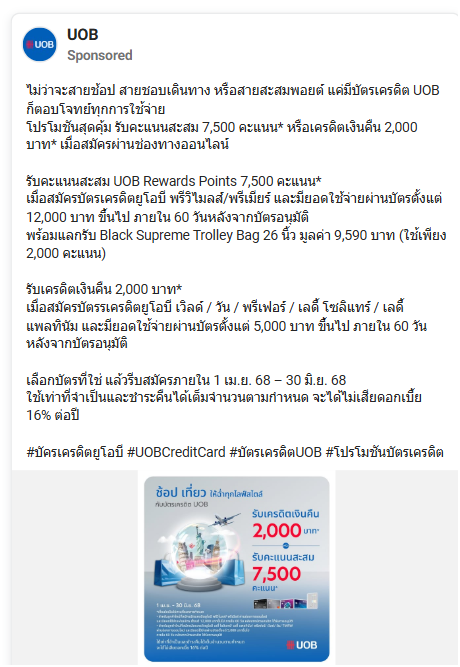 UOB
UOB
Sponsored
ไม่ว่าจะสายช้อป สายชอบเดินทาง หรือสายสะสมพอยต์ แค่มีบัตรเครดิต UOB
ก็ตอบโจทย์ทุกการใช้จ่าย
โปรโมชันสุดคุ้ม รับคะแนนสะสม 7,500 คะแนน* หรือเครดิตเงินคืน 2,000
บาท* เมื่อสมัครผ่านช่องทางออนไลน์
รับคะแนนสะสม UOB Rewards Points 7,500 คะแนน*
เมื่อสมัครบัตรเครดิตยูโอบี พรีวิไมลส์/พรีเมียร์ และมียอดใช้จ่ายผ่านบัตรตั้งแต่
12,000 บาท ขึ้นไป ภายใน 60 วันหลังจากบัตรอนุมัติ
พร้อมแลกรับ Black Supreme Trolley Bag 26 นิ้ว มูลค่า 9,590 บาท (ใช้เพียง
2,000 คะแนน)
รับเครดิตเงินคืน 2,000 บาท*
เมื่อสมัครบัตรรเครดิตยูโอบี เวิลด์ / วัน / พรีเฟอร์ / เลดี้ โซลิแทร์ / เลดี้
แพลทินัม และมียอดใช้จ่ายผ่านบัตรตั้งแต่ 5,000 บาท ขึ้นไป ภายใน 60 วัน
หลังจากบัตรอนุมัติ
เลือกบัตรที่ใช่ แล้วรีบสมัครภายใน 1 เม.ย. 68 – 30 มิ.ย. 68
ใช้เท่าที่จำเป็นและชำระคืนได้เต็มจำนวนตามกำหนด จะได้ไม่เสียดอกเบี้ย
16% ต่อปี
#บัครเครดิตยูโอบี #UOBCreditCard #บัตรเครดิตUOB #โปรโมชันบัตรเครดิต
ช้อป เที่ยว ให้ฉ่ำทุกไลฟ์สไตล์
กับบัตรเครดิต UOB
รับเครดิตเงินคืน
2,000 บาท*
รับคะแนนสะสม
7,500
คะแนน*
1 เม.ย. – 30 มิ.ย. 68
UOB